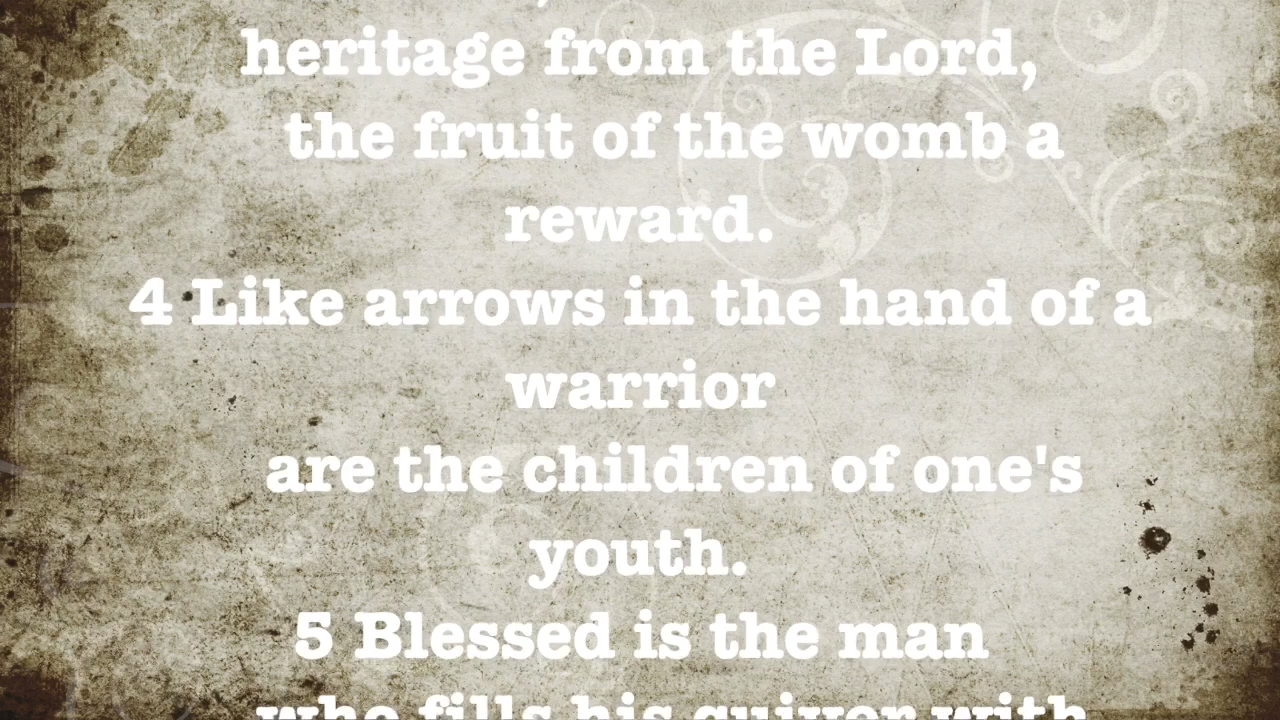 heritage from the Lord,
the fruit of the womb a
reward.
4 Like arrows in the hand of a
warrior
are the children of one's
youth.
5 Blessed is the man
who fills his quiver with